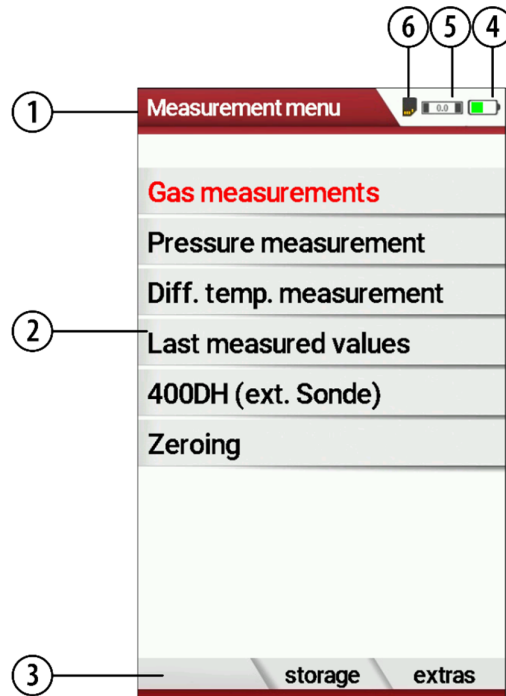 6 5 4
1 Measurement menu 0.0
Gas measurements
Pressure measurement
Diff. temp. measurement
2 Last measured values
400DH (ext. Sonde)
Zeroing
3 storage extras